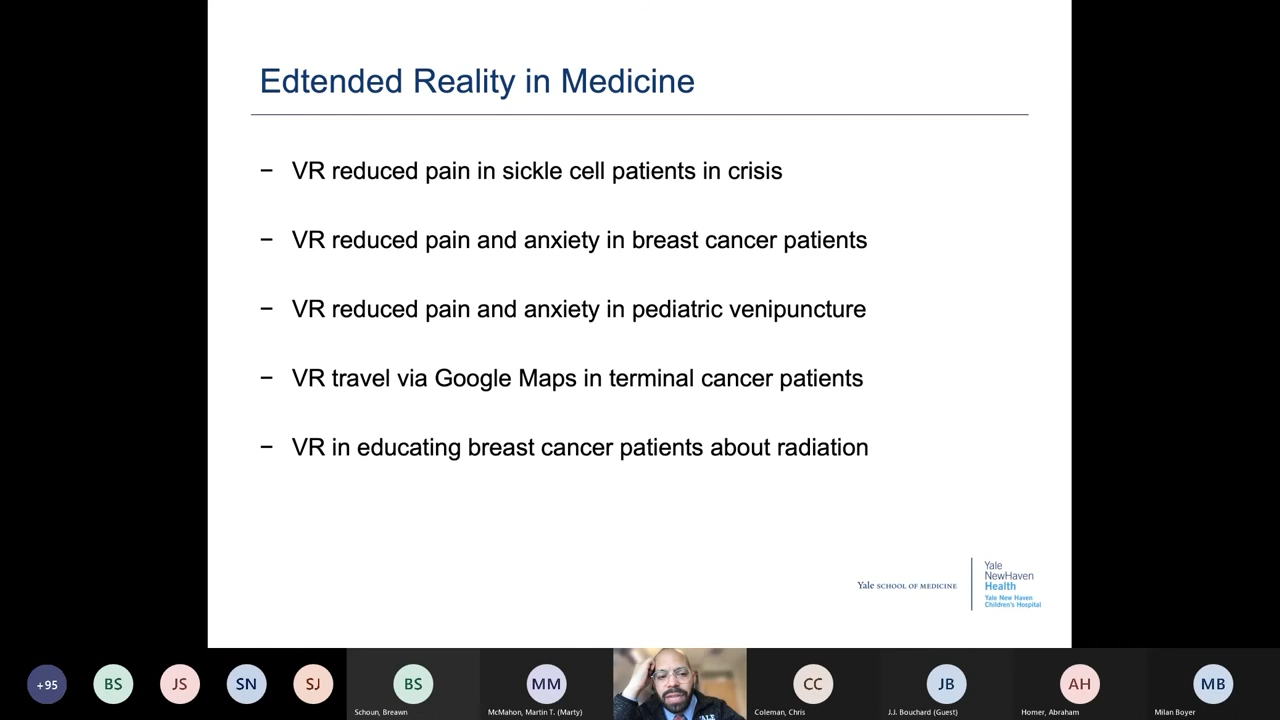 Edtended Reality in Medicine
− VR reduced pain in sickle cell patients in crisis
− VR reduced pain and anxiety in breast cancer patients
− VR reduced pain and anxiety in pediatric venipuncture
− VR travel via Google Maps in terminal cancer patients
− VR in educating breast cancer patients about radiation
Yale SCHOOL OF MEDICINE
Yale
NewHaven
Health
Yale New Haven
Children's Hospital
+95
BS
JS
SN
SJ
BS
Schoun, Breawn
MM
McMahon, Martin T. (Marty)
CC
Coleman, Chris
JB
J.J. Bouchard (Guest)
AH
Homer, Abraham
MB
Milan Boyer